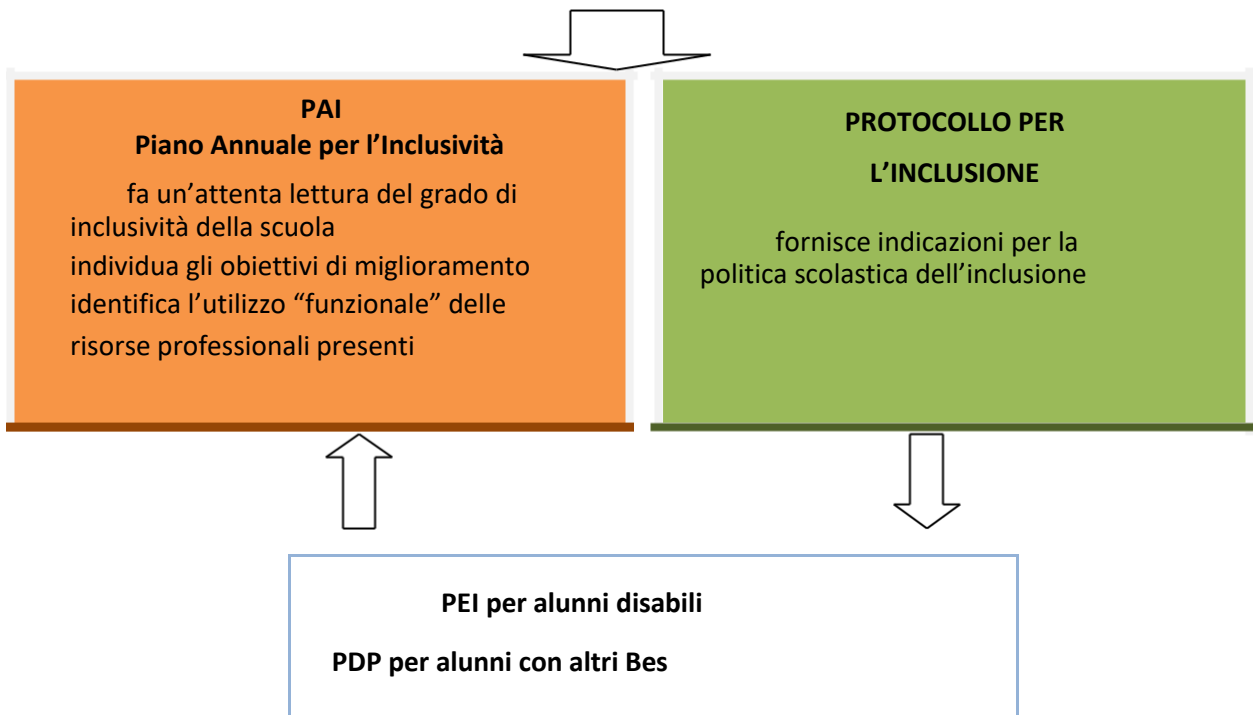 PAI
Piano Annuale per l’Inclusività
fa un’attenta lettura del grado di
inclusività della scuola
individua gli obiettivi di miglioramento
identifica l’utilizzo “funzionale” delle
risorse professionali presenti
PROTOCOLLO PER
L’INCLUSIONE
fornisce indicazioni per la
politica scolastica dell’inclusione
PEI per alunni disabili
PDP per alunni con altri Bes